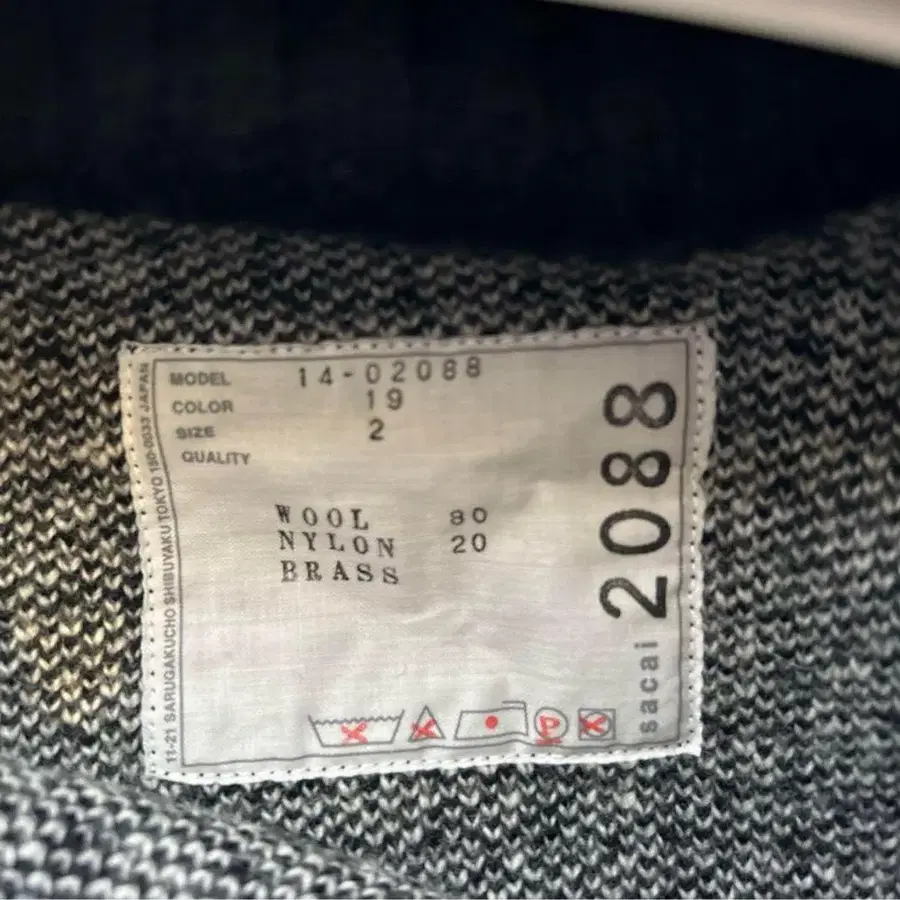 MODEL 14-02088
COLOR 19
SIZE 2
QUALITY
WOOL 80
NYLON 20
BRASS
P
sacai 2088
11-21 SARUGAKUCHO SHIBUYAKU TOKYO 150-0033 JAPAN